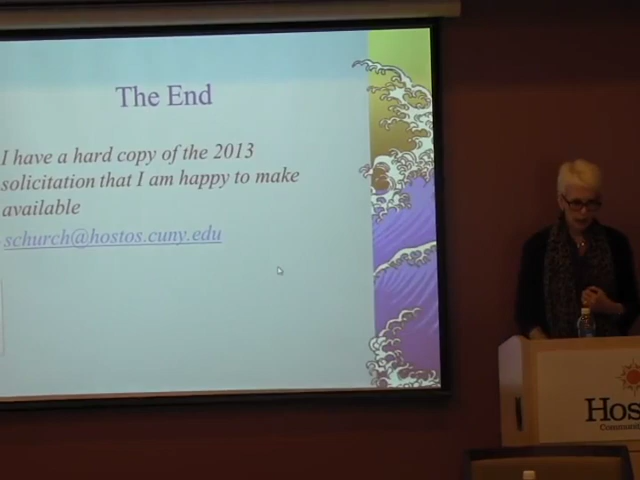 The End
I have a hard copy of the 2013
solicitation that I am happy to make
available
schurch@hostos.cuny.edu
Hos
Communi